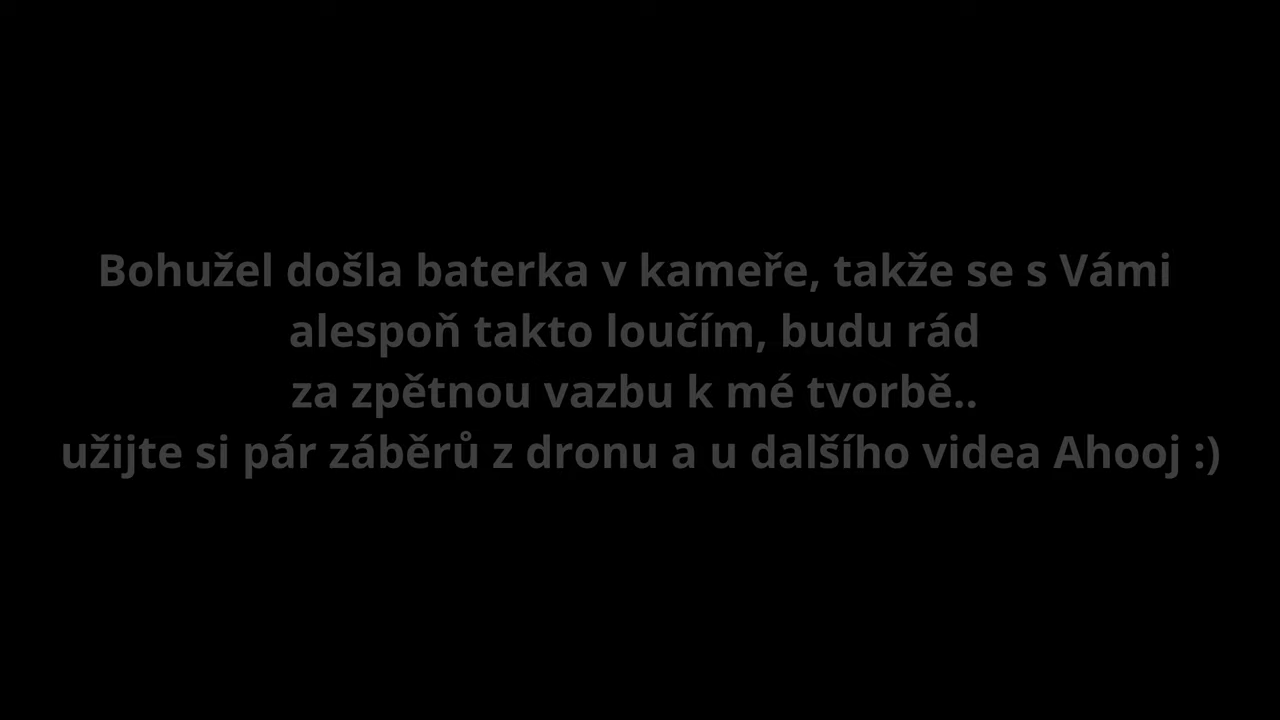 Bohužel došla baterka v kameře, takže se s Vámi
alespoň takto loučím, budu rád
za zpětnou vazbu k mé tvorbě..
užijte si pár záběrů z dronu a u dalšího videa Ahooj :)